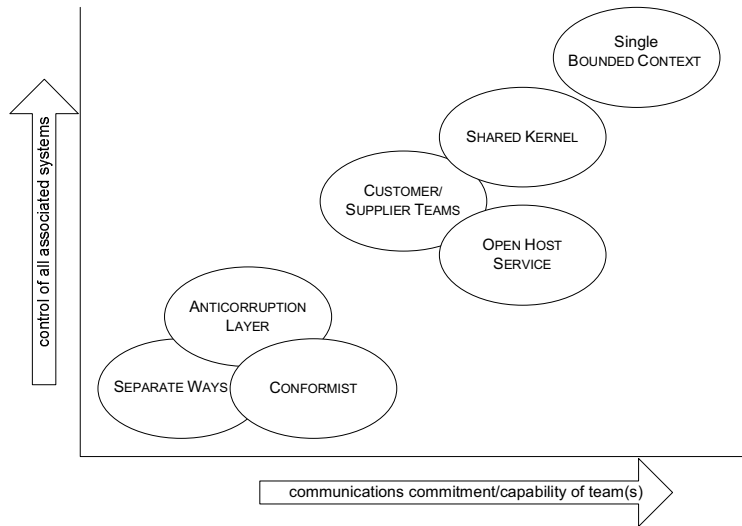 Single
BOUNDED CONTEXT
SHARED KERNEL
CUSTOMER/
SUPPLIER TEAMS
OPEN HOST
SERVICE
ANTICORRUPTION
LAYER
SEPARATE WAYS
CONFORMIST
control of all associated systems
communications commitment/capability of team(s)